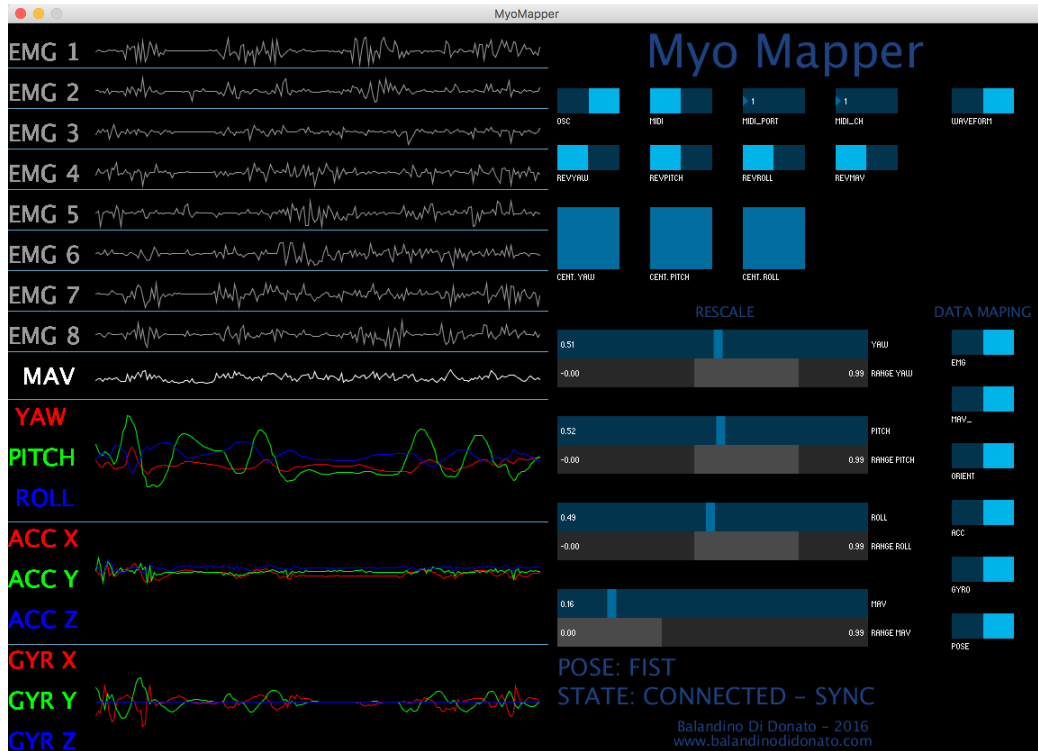 MyoMapper
EMG 1
EMG 2
EMG 3
EMG 4
EMG 5
EMG 6
EMG 7
EMG 8
MAV
YAW
PITCH
ROLL
ACC X
ACC Y
ACC Z
GYR X
GYR Y
GYR Z
Myo Mapper
1 1
OSC MIDI MIDI_PORT MIDI_CH WAVEFORM
REVYAW REVPITCH REVROLL REVMAV
CENT. YAW CENT. PITCH CENT. ROLL
RESCALE
0.51 YAW
-0.00 0.99 RANGE YAW
0.52 PITCH
-0.00 0.99 RANGE PITCH
0.49 ROLL
-0.00 0.99 RANGE ROLL
0.16 MAV
0.00 0.99 RANGE MAV
DATA MAPING
EMG
MAV_
ORIENT
ACC
GYRO
POSE
POSE: FIST
STATE: CONNECTED – SYNC
Balandino Di Donato – 2016
www.balandinodidonato.com